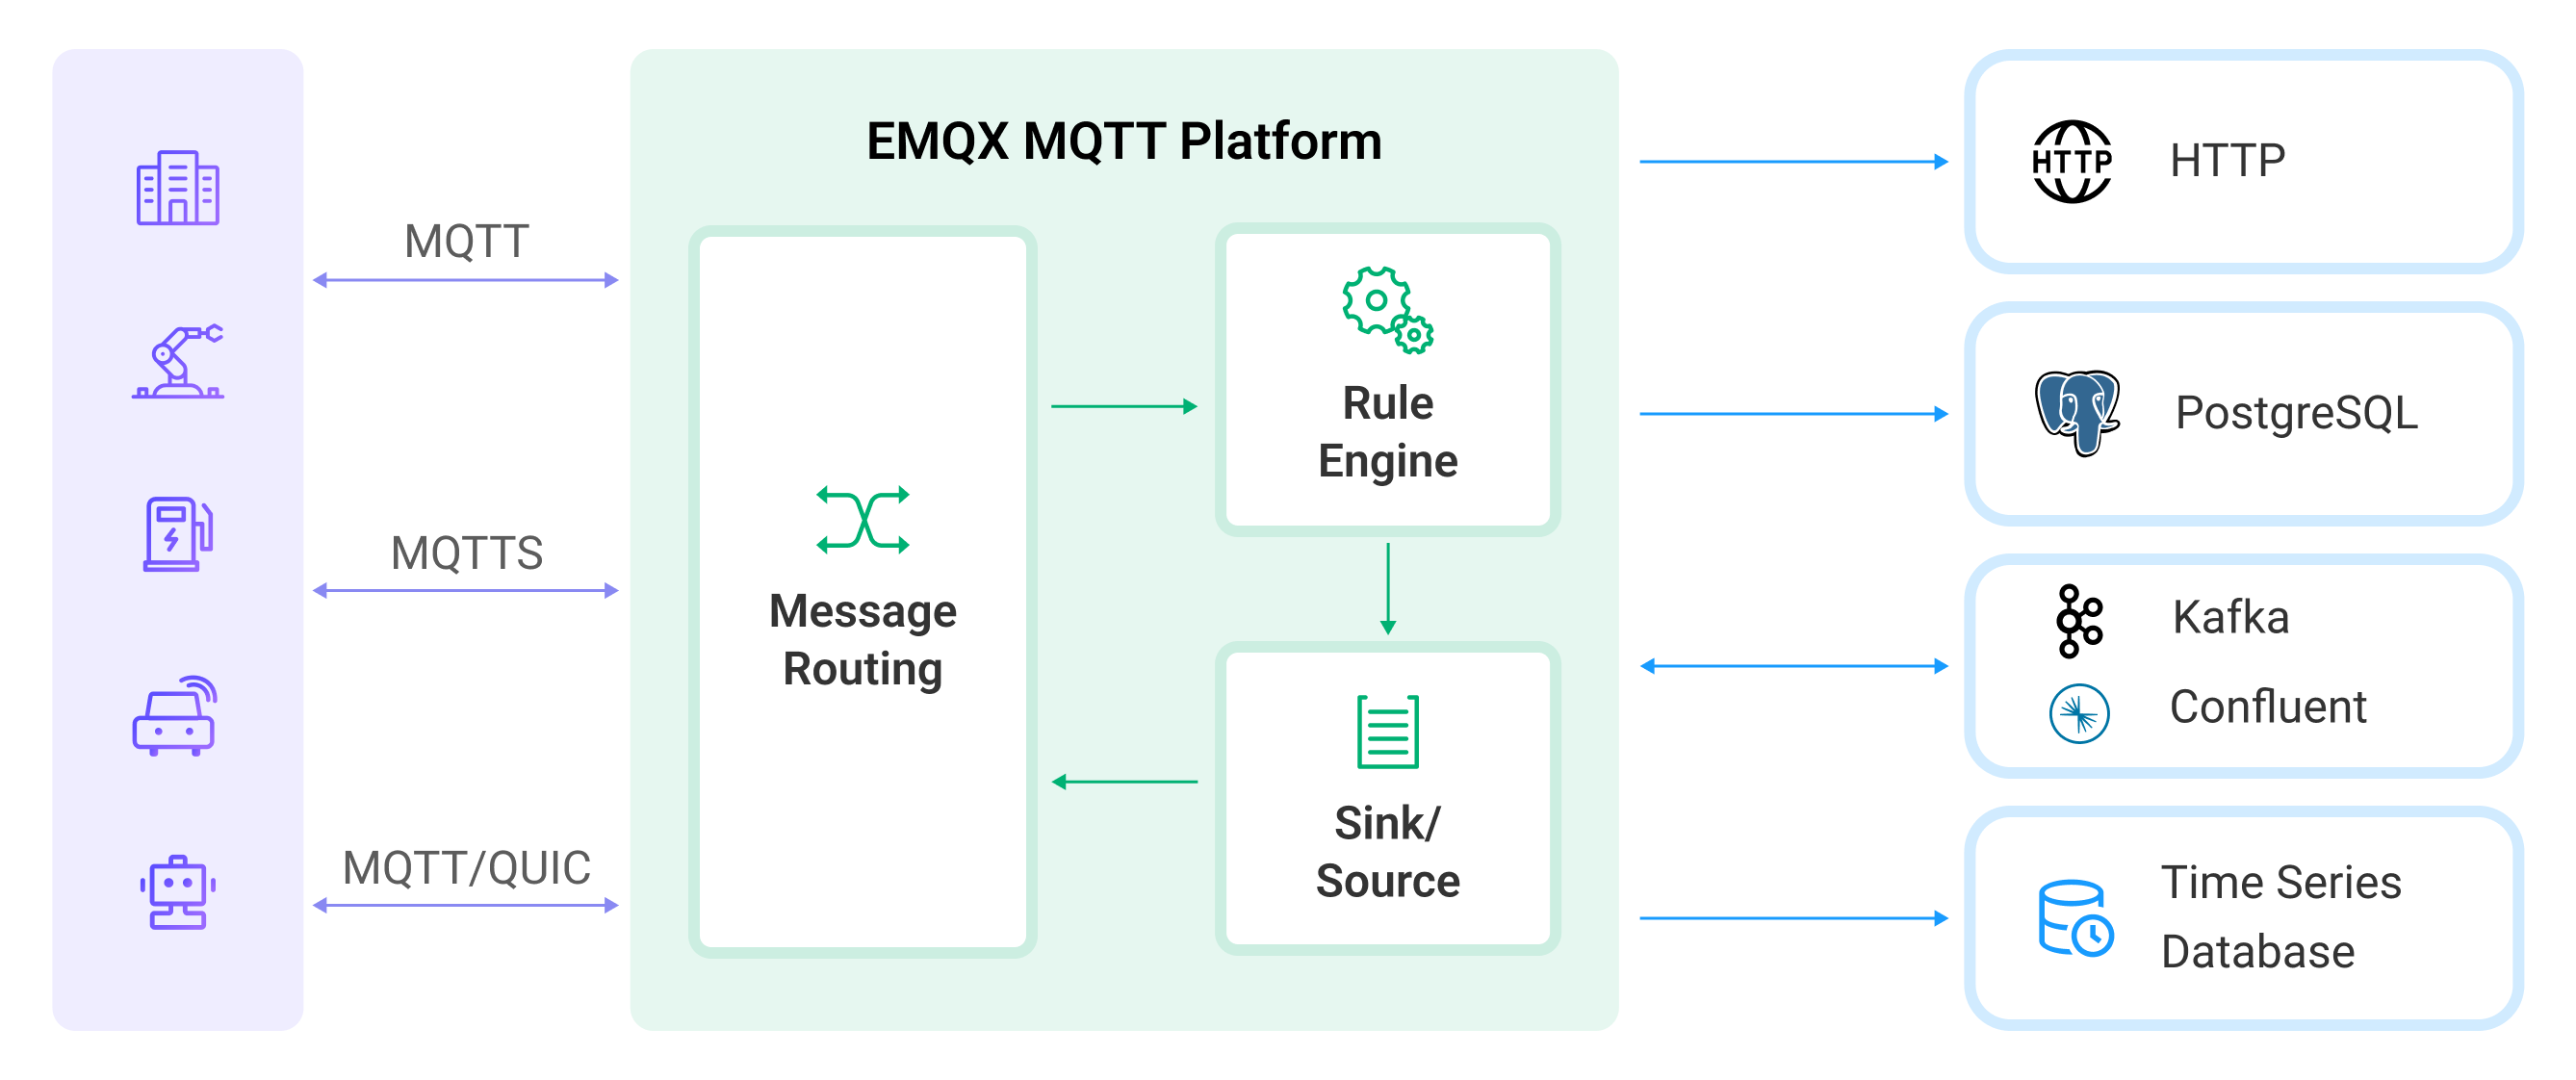 EMQX MQTT Platform
MQTT
MQTTS
MQTT/QUIC
Message
Routing
Rule
Engine
Sink/
Source
HTTP
HTTP
PostgreSQL
Kafka
Confluent
Time Series
Database